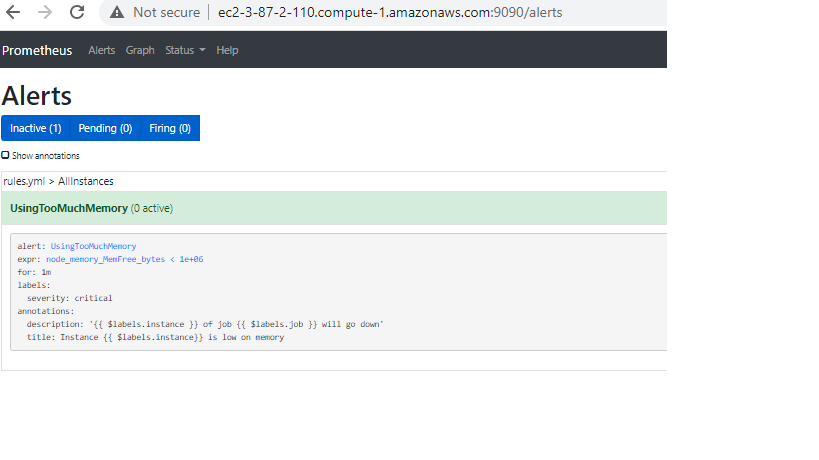 Not secure | ec2-3-87-2-110.compute-1.amazonaws.com:9090/alerts
Prometheus Alerts Graph Status Help
Alerts
Inactive (1) Pending (0) Firing (0)
Show annotations
rules.yml > AllInstances
UsingTooMuchMemory (0 active)
alert: UsingTooMuchMemory
expr: node_memory_MemFree_bytes < 1e+06
for: 1m
labels:
severity: critical
annotations:
description: '{{ $labels.instance }} of job {{ $labels.job }} will go down'
title: Instance {{ $labels.instance}} is low on memory